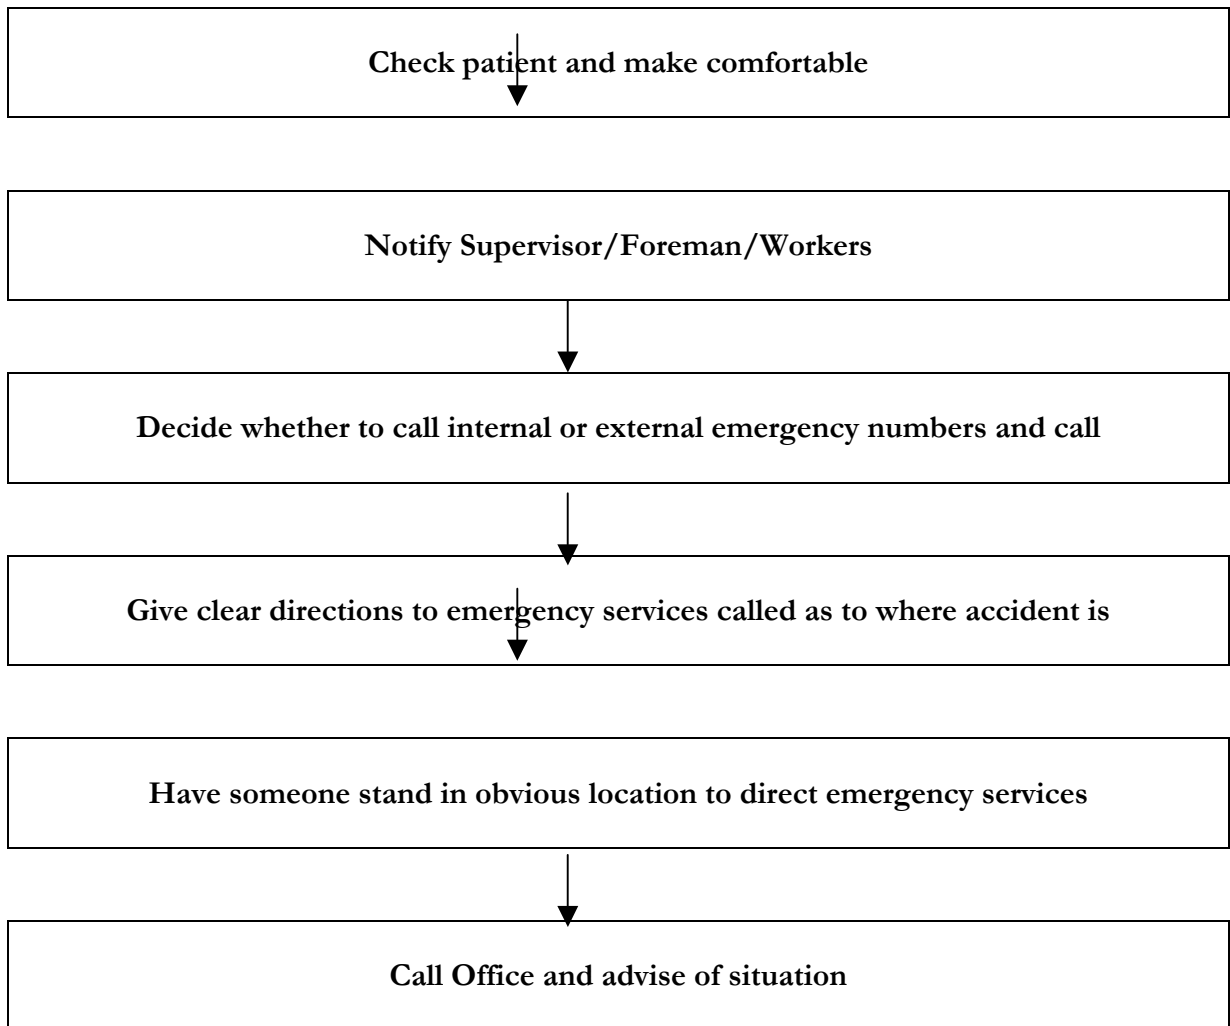 Check patient and make comfortable
Notify Supervisor/Foreman/Workers
Decide whether to call internal or external emergency numbers and call
Give clear directions to emergency services called as to where accident is
Have someone stand in obvious location to direct emergency services
Call Office and advise of situation